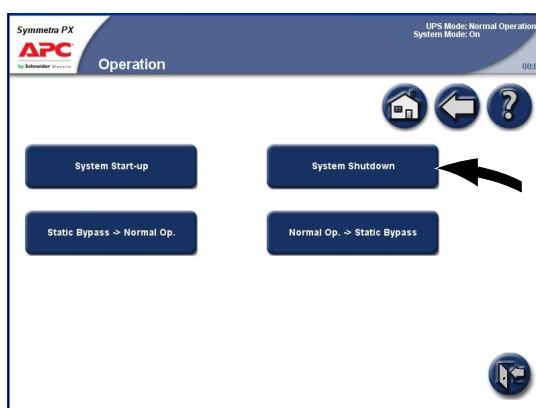 Symmetra PX
APC
by Schneider Electric
Operation
UPS Mode: Normal Operation
System Mode: On
System Start-up
System Shutdown
Static Bypass -> Normal Op.
Normal Op. -> Static Bypass